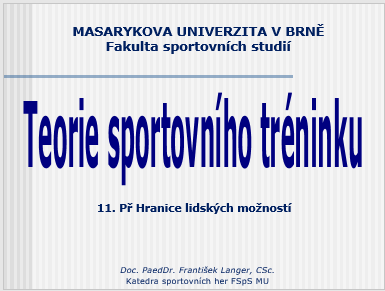 MASARYKOVA UNIVERZITA V BRNĚ
Fakulta sportovních studií
Teorie sportovního tréninku
11. Př Hranice lidských možností
Doc. PaedDr. František Langer, CSc.
Katedra sportovních her FSpS MU